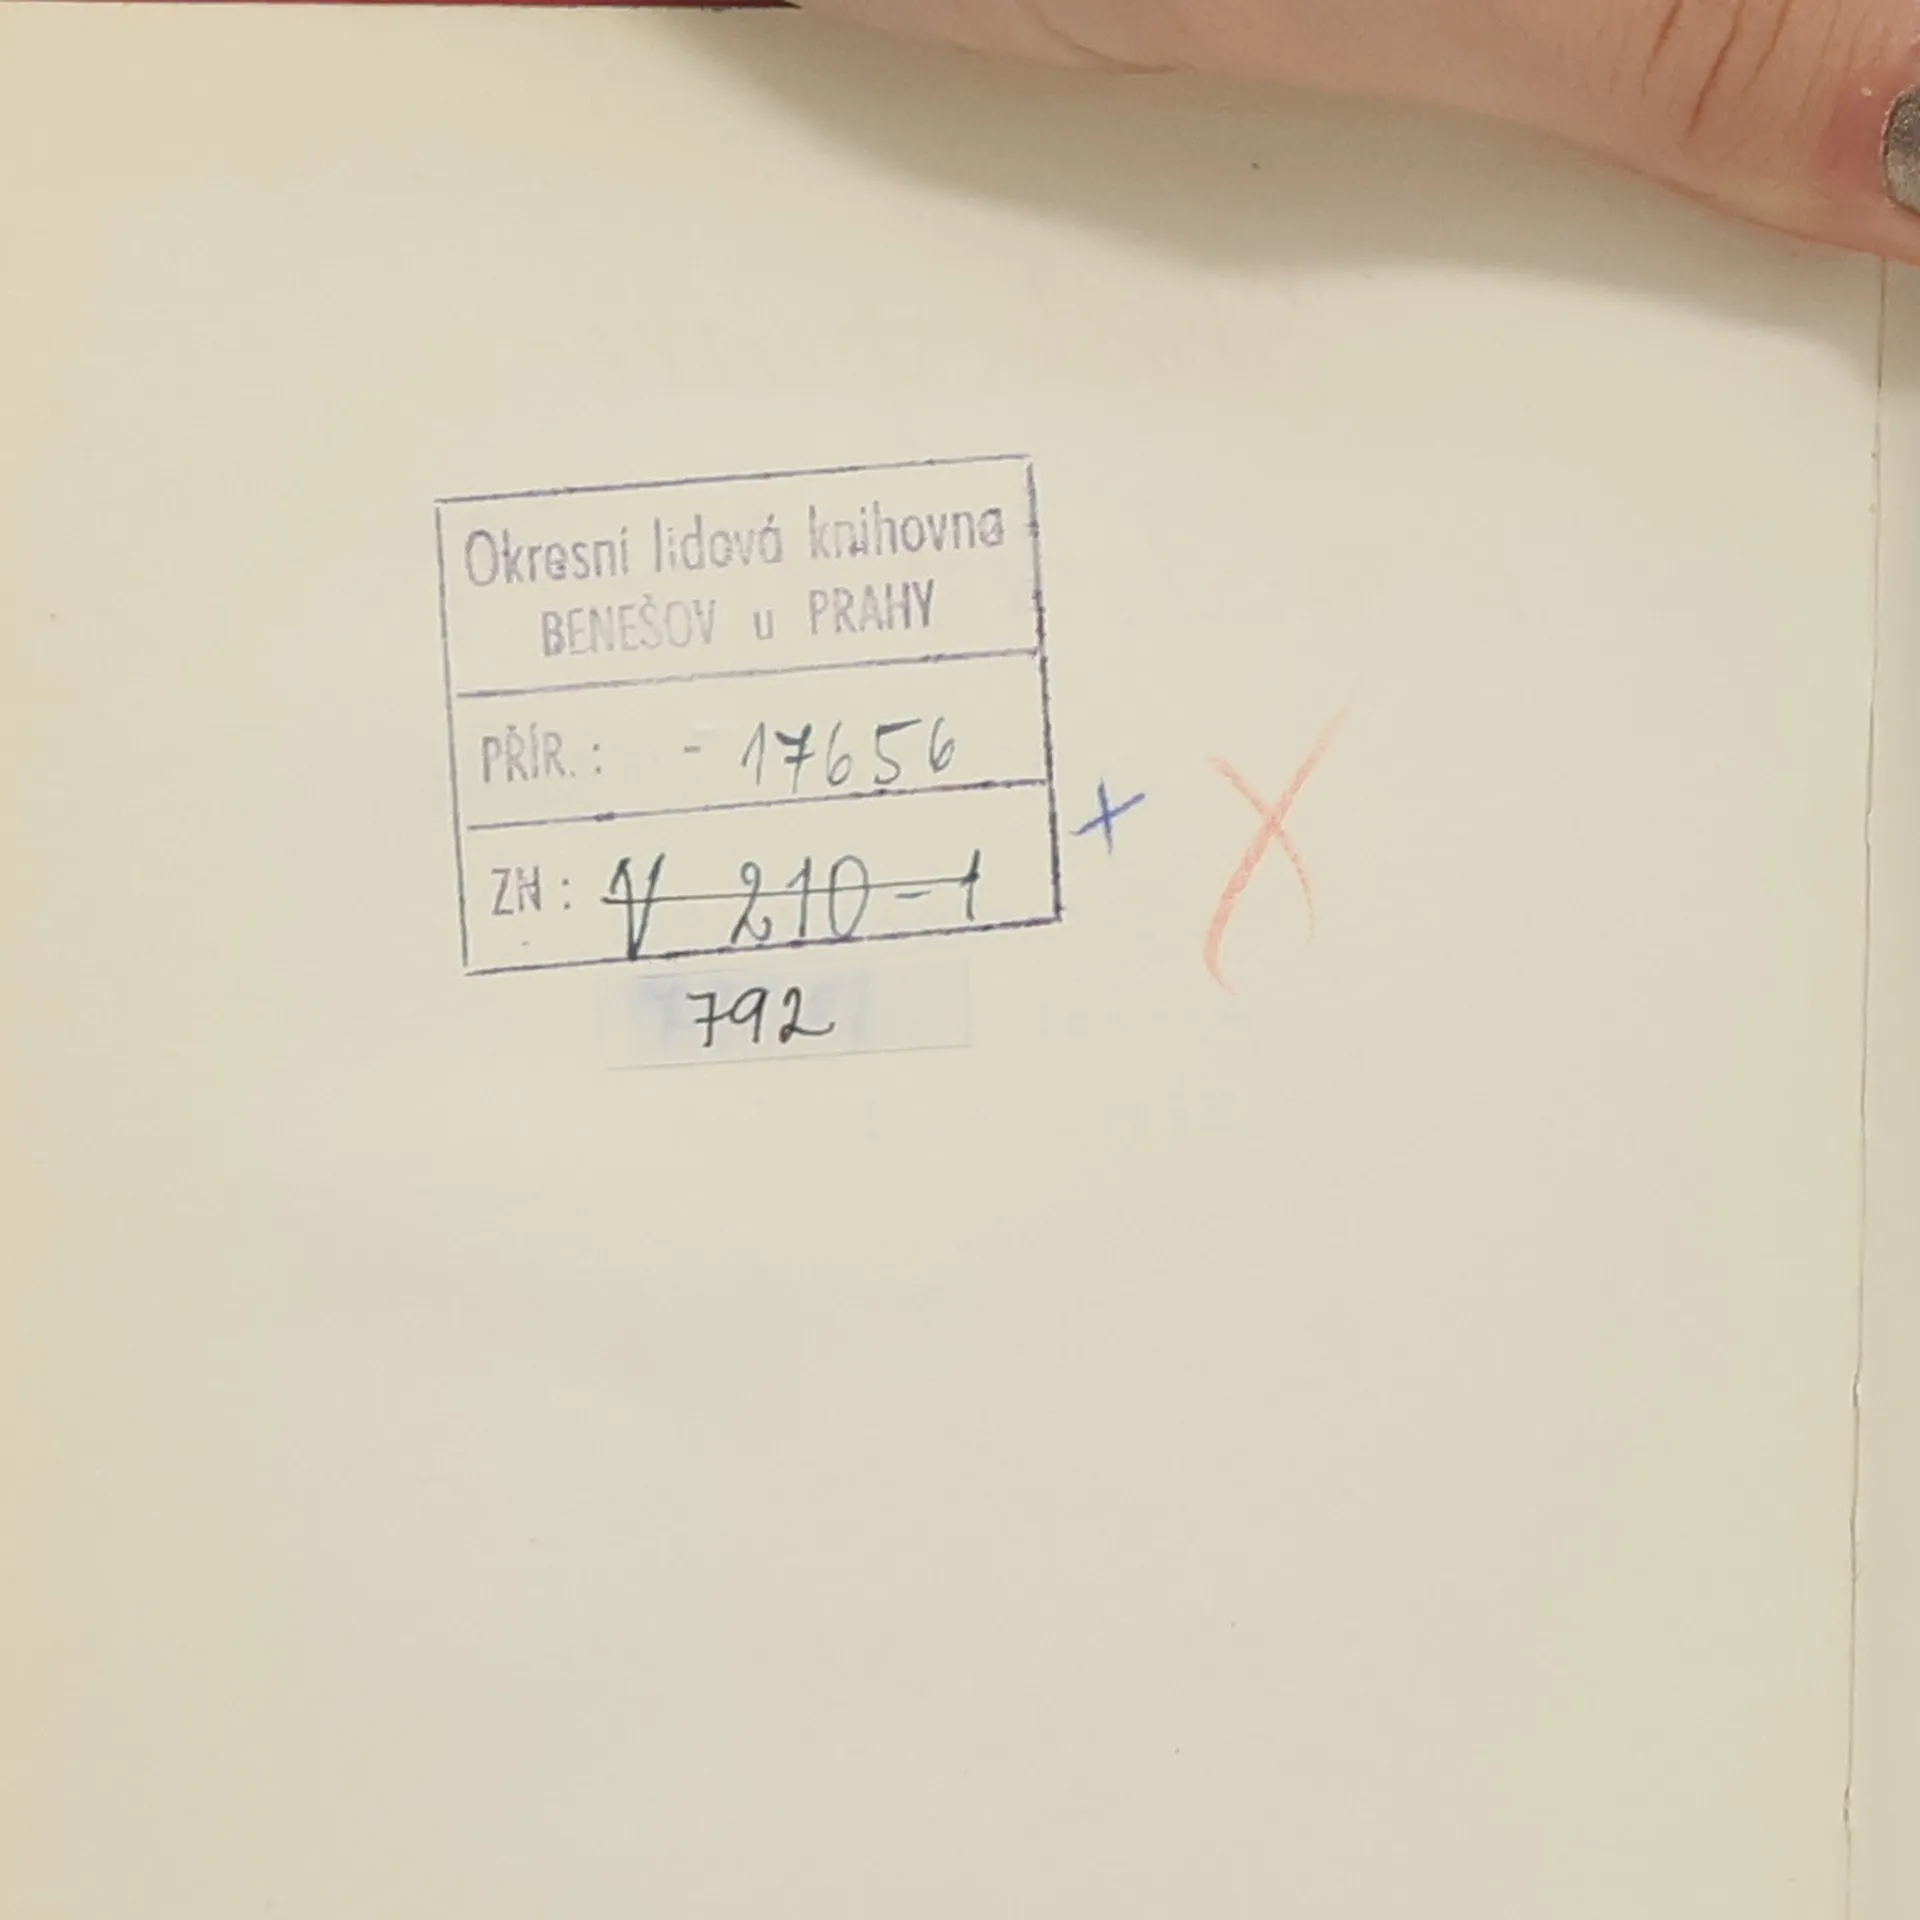 Okresní lidová knihovna
BENEŠOV u PRAHY
PŘÍR.: - 17656
ZN: V 210-1
792